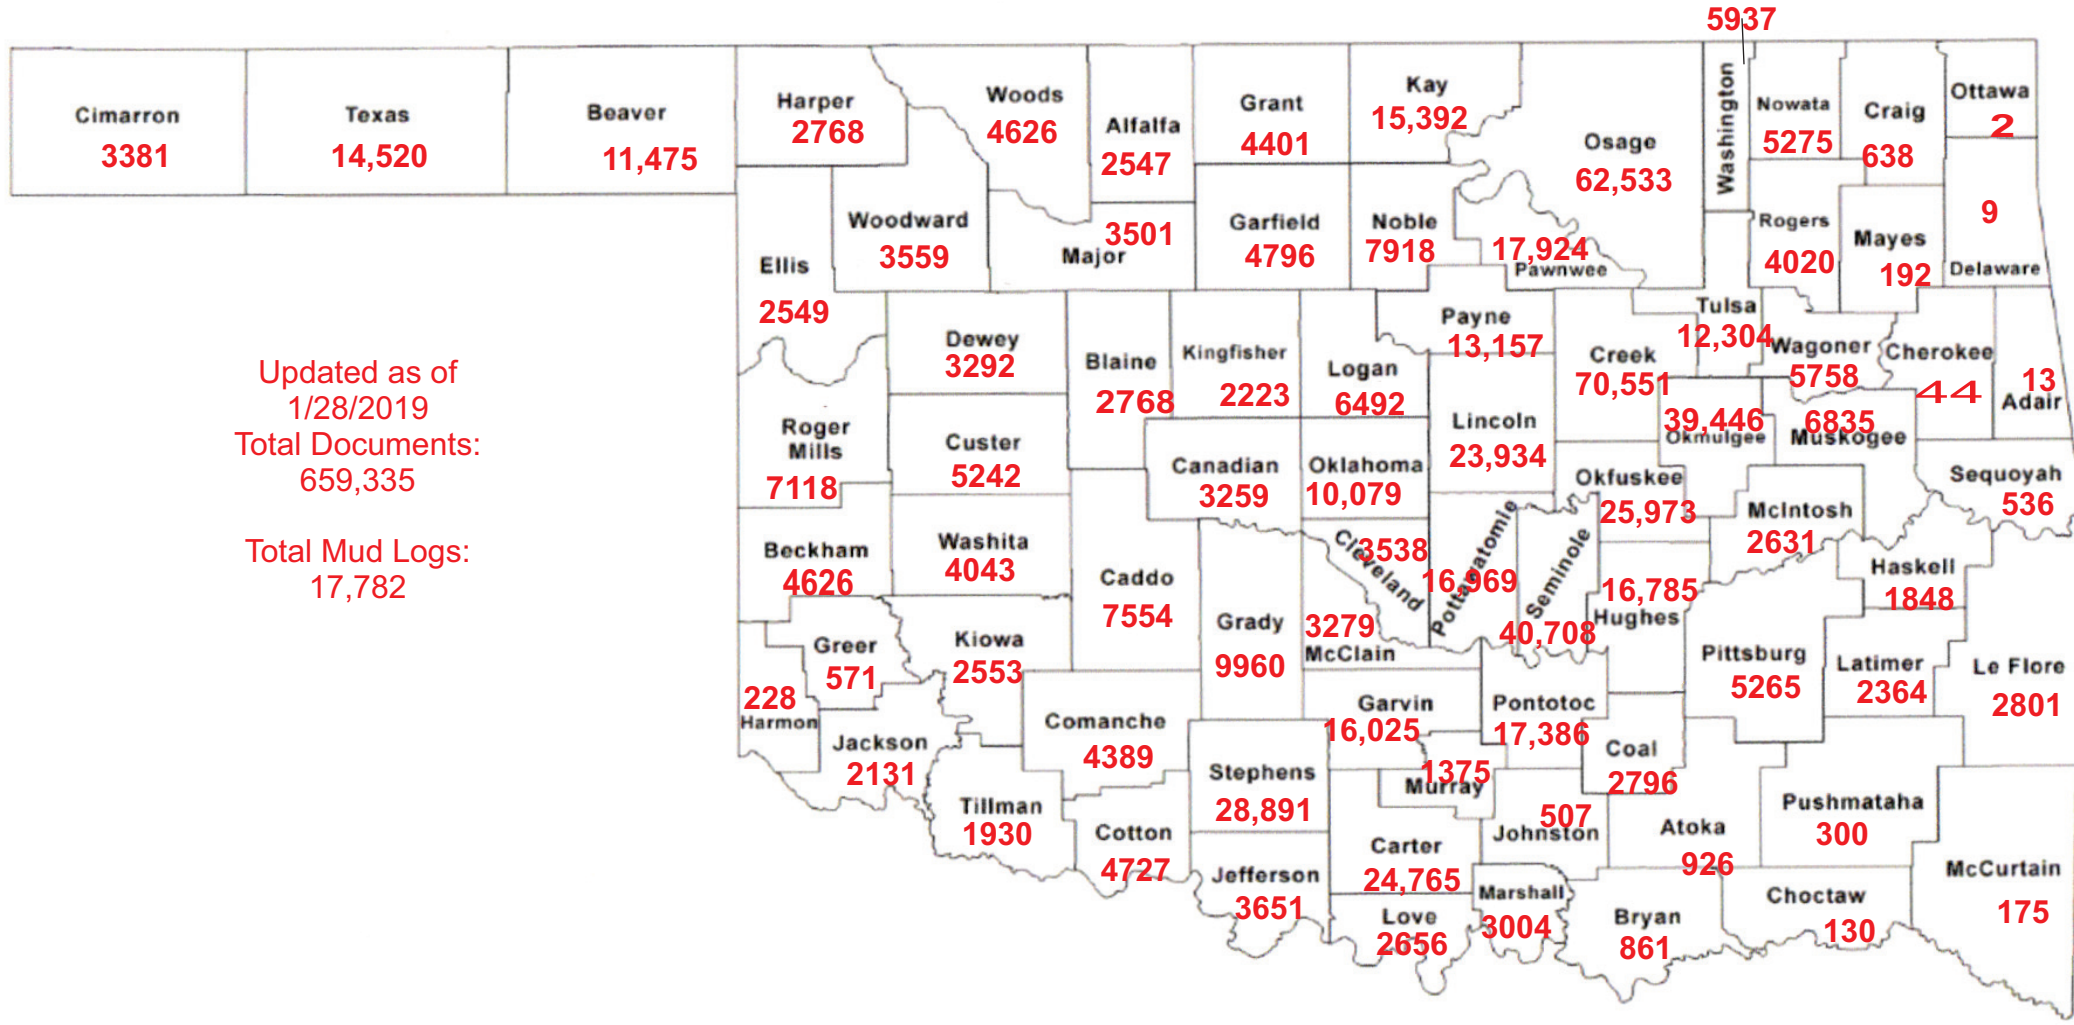 5937
Cimarron
3381
Texas
14,520
Beaver
11,475
Harper
2768
Woods
4626
Alfalfa
2547
Grant
4401
Kay
15,392
Osage
62,533
Washington
Nowata
5275
Craig
638
Ottawa
2
Ellis
2549
Woodward
3559
3501
Major
Garfield
4796
Noble
7918
17,924
Pawnwee
Rogers
4020
Mayes
192
9
Delaware
Dewey
3292
Blaine
2768
Kingfisher
2223
Logan
6492
Payne
13,157
Creek
70,551
Tulsa
12,304
Wagoner
5758
Cherokee
44
13
Adair
Updated as of
1/28/2019
Total Documents:
659,335
Total Mud Logs:
17,782
Roger
Mills
7118
Custer
5242
Canadian
3259
Oklahoma
10,079
Lincoln
23,934
39,446
Okmulgee
6835
Muskogee
Okfuskee
25,973
McIntosh
2631
Sequoyah
536
Beckham
4626
Washita
4043
Caddo
7554
Grady
9960
Cleveland
3538
3279
McClain
Pottawatomie
16,969
Seminole
40,708
16,785
Hughes
Haskell
1848
Greer
571
Kiowa
2553
228
Harmon
Jackson
2131
Comanche
4389
Garvin
16,025
Pontotoc
17,386
Pittsburg
5265
Latimer
2364
Le Flore
2801
Coal
2796
Tillman
1930
Cotton
4727
Stephens
28,891
1375
Murray
507
Johnston
Atoka
926
Pushmataha
300
Carter
24,765
Jefferson
3651
Love
2656
Marshall
3004
Bryan
861
Choctaw
130
McCurtain
175